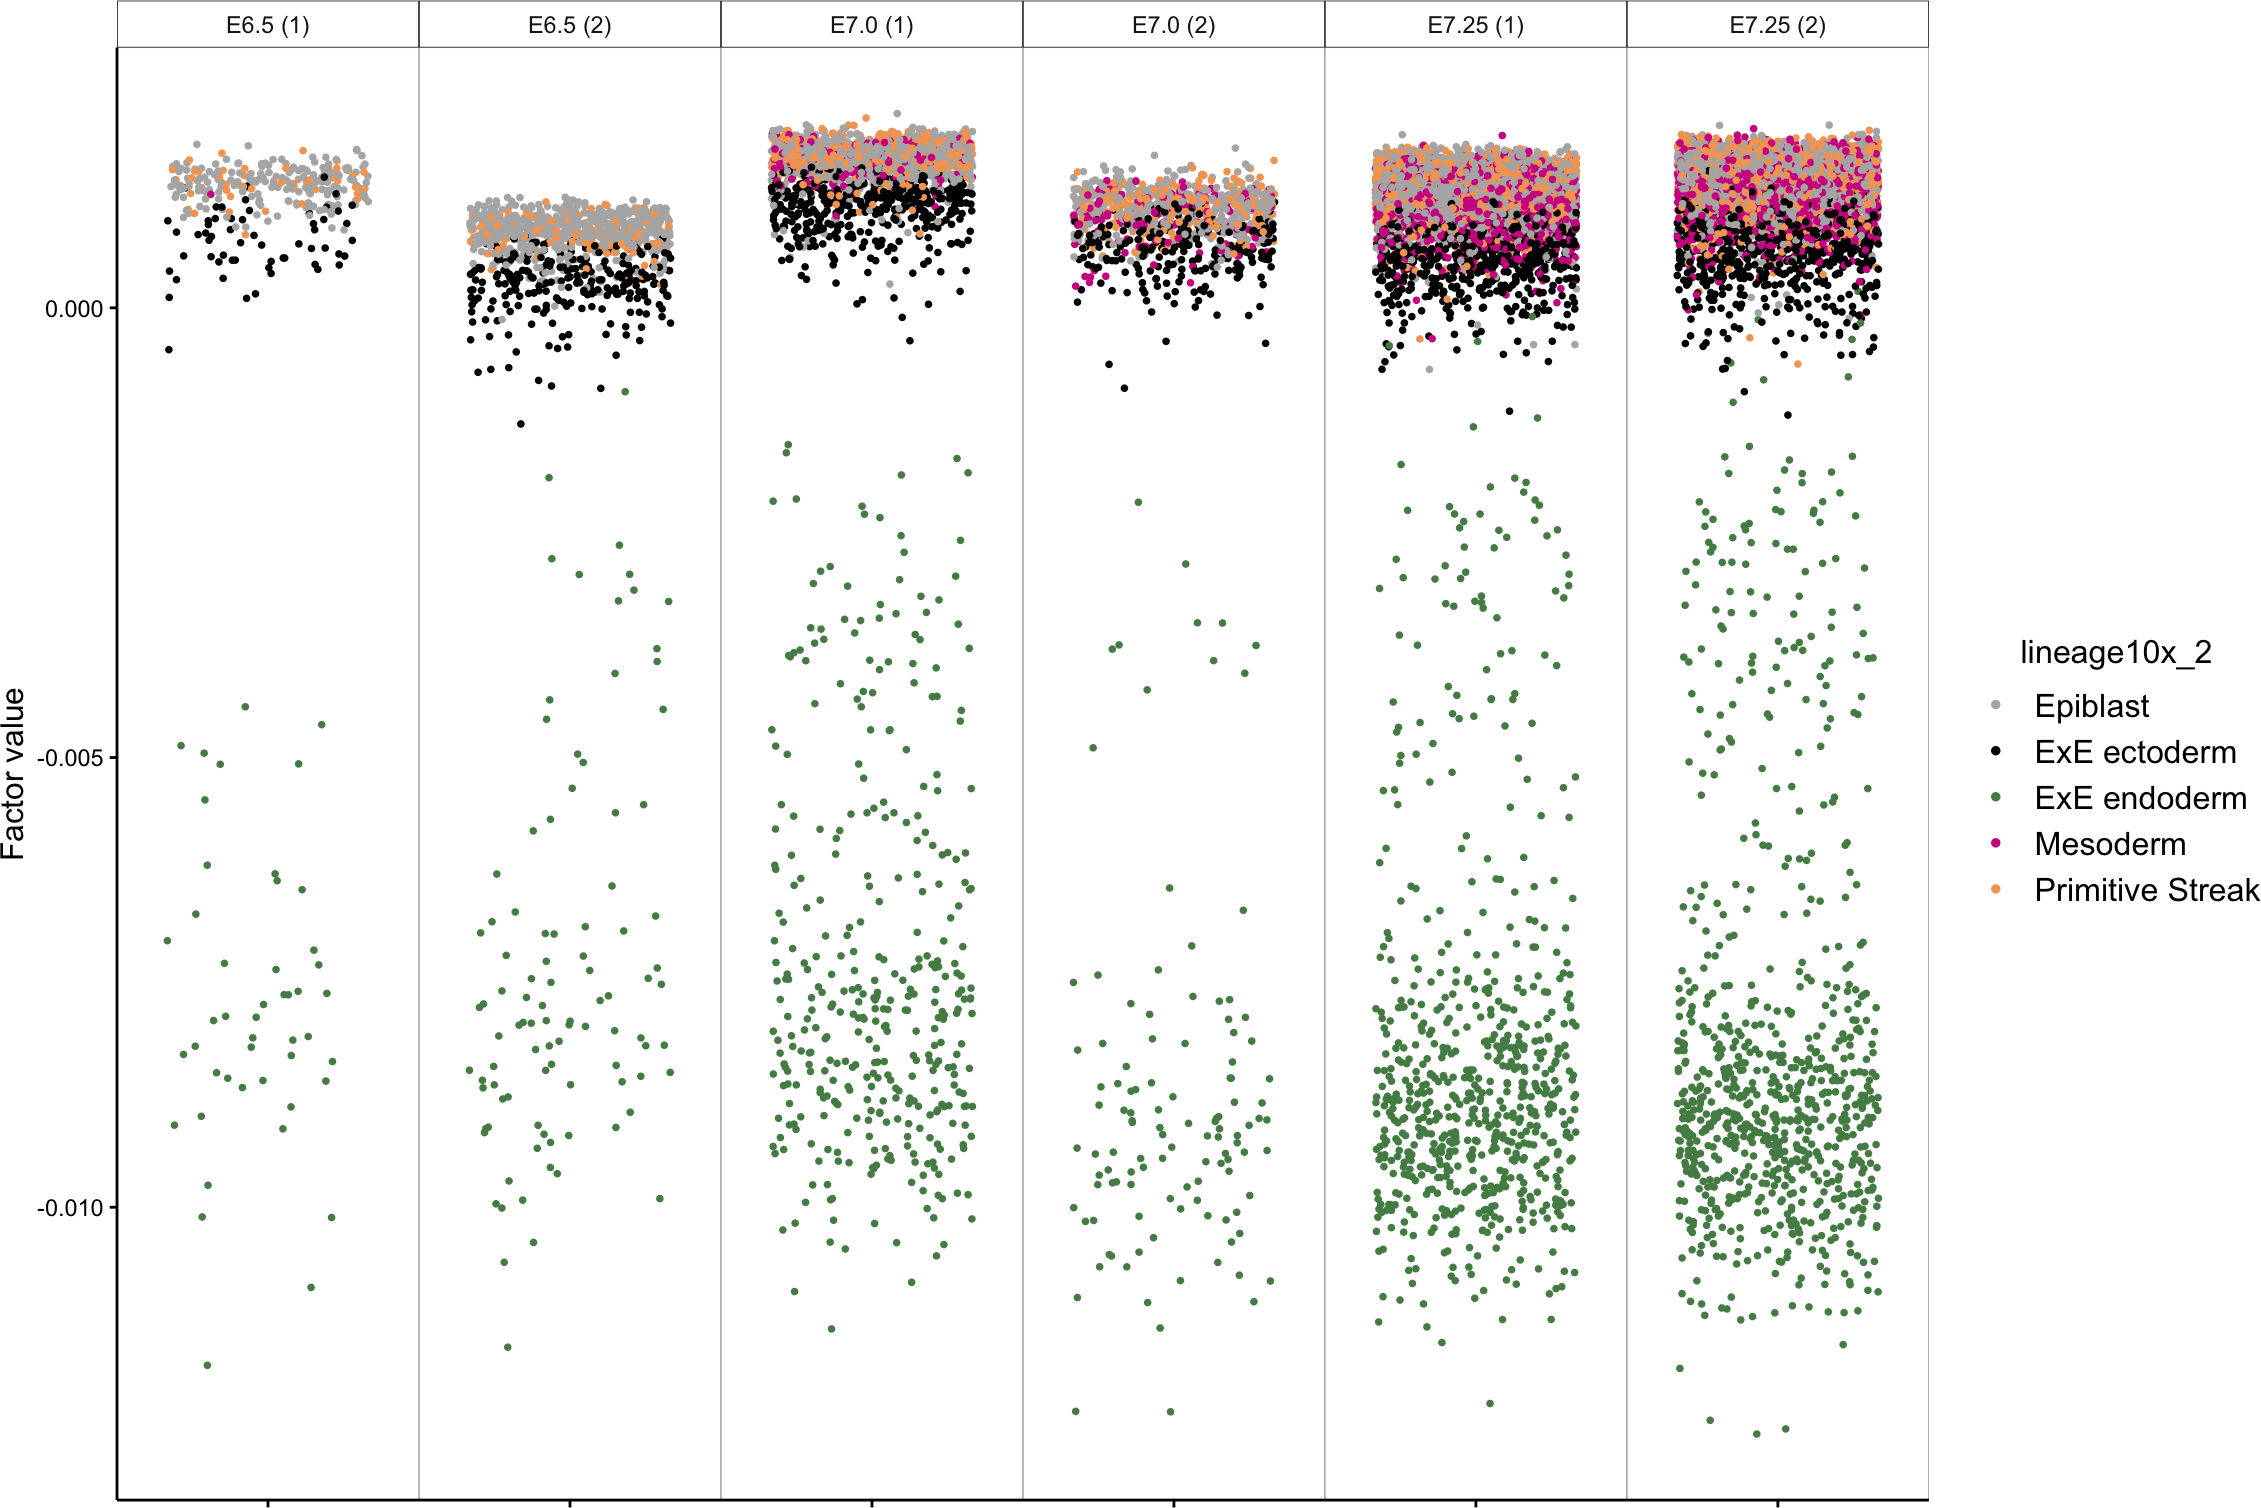 E6.5 (1)
E6.5 (2)
E7.0 (1)
E7.0 (2)
E7.25 (1)
E7.25 (2)
Factor value
0.000
-0.005
-0.010
lineage10x_2
Epiblast
ExE ectoderm
ExE endoderm
Mesoderm
Primitive Streak